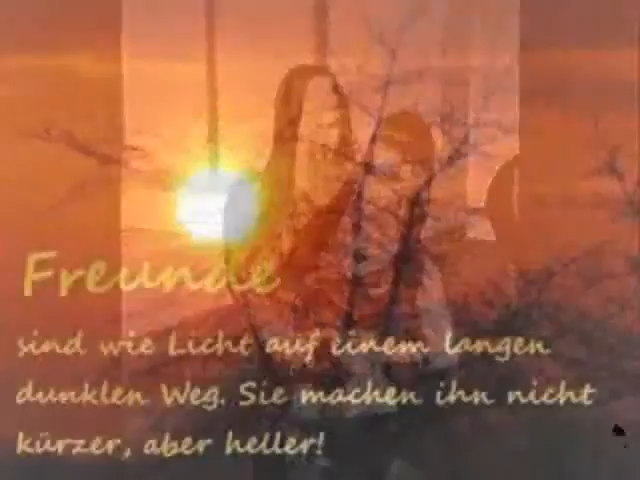 Freunde
sind wie Licht auf einem langen
dunklen Weg. Sie machen ihn nicht
kürzer, aber heller!